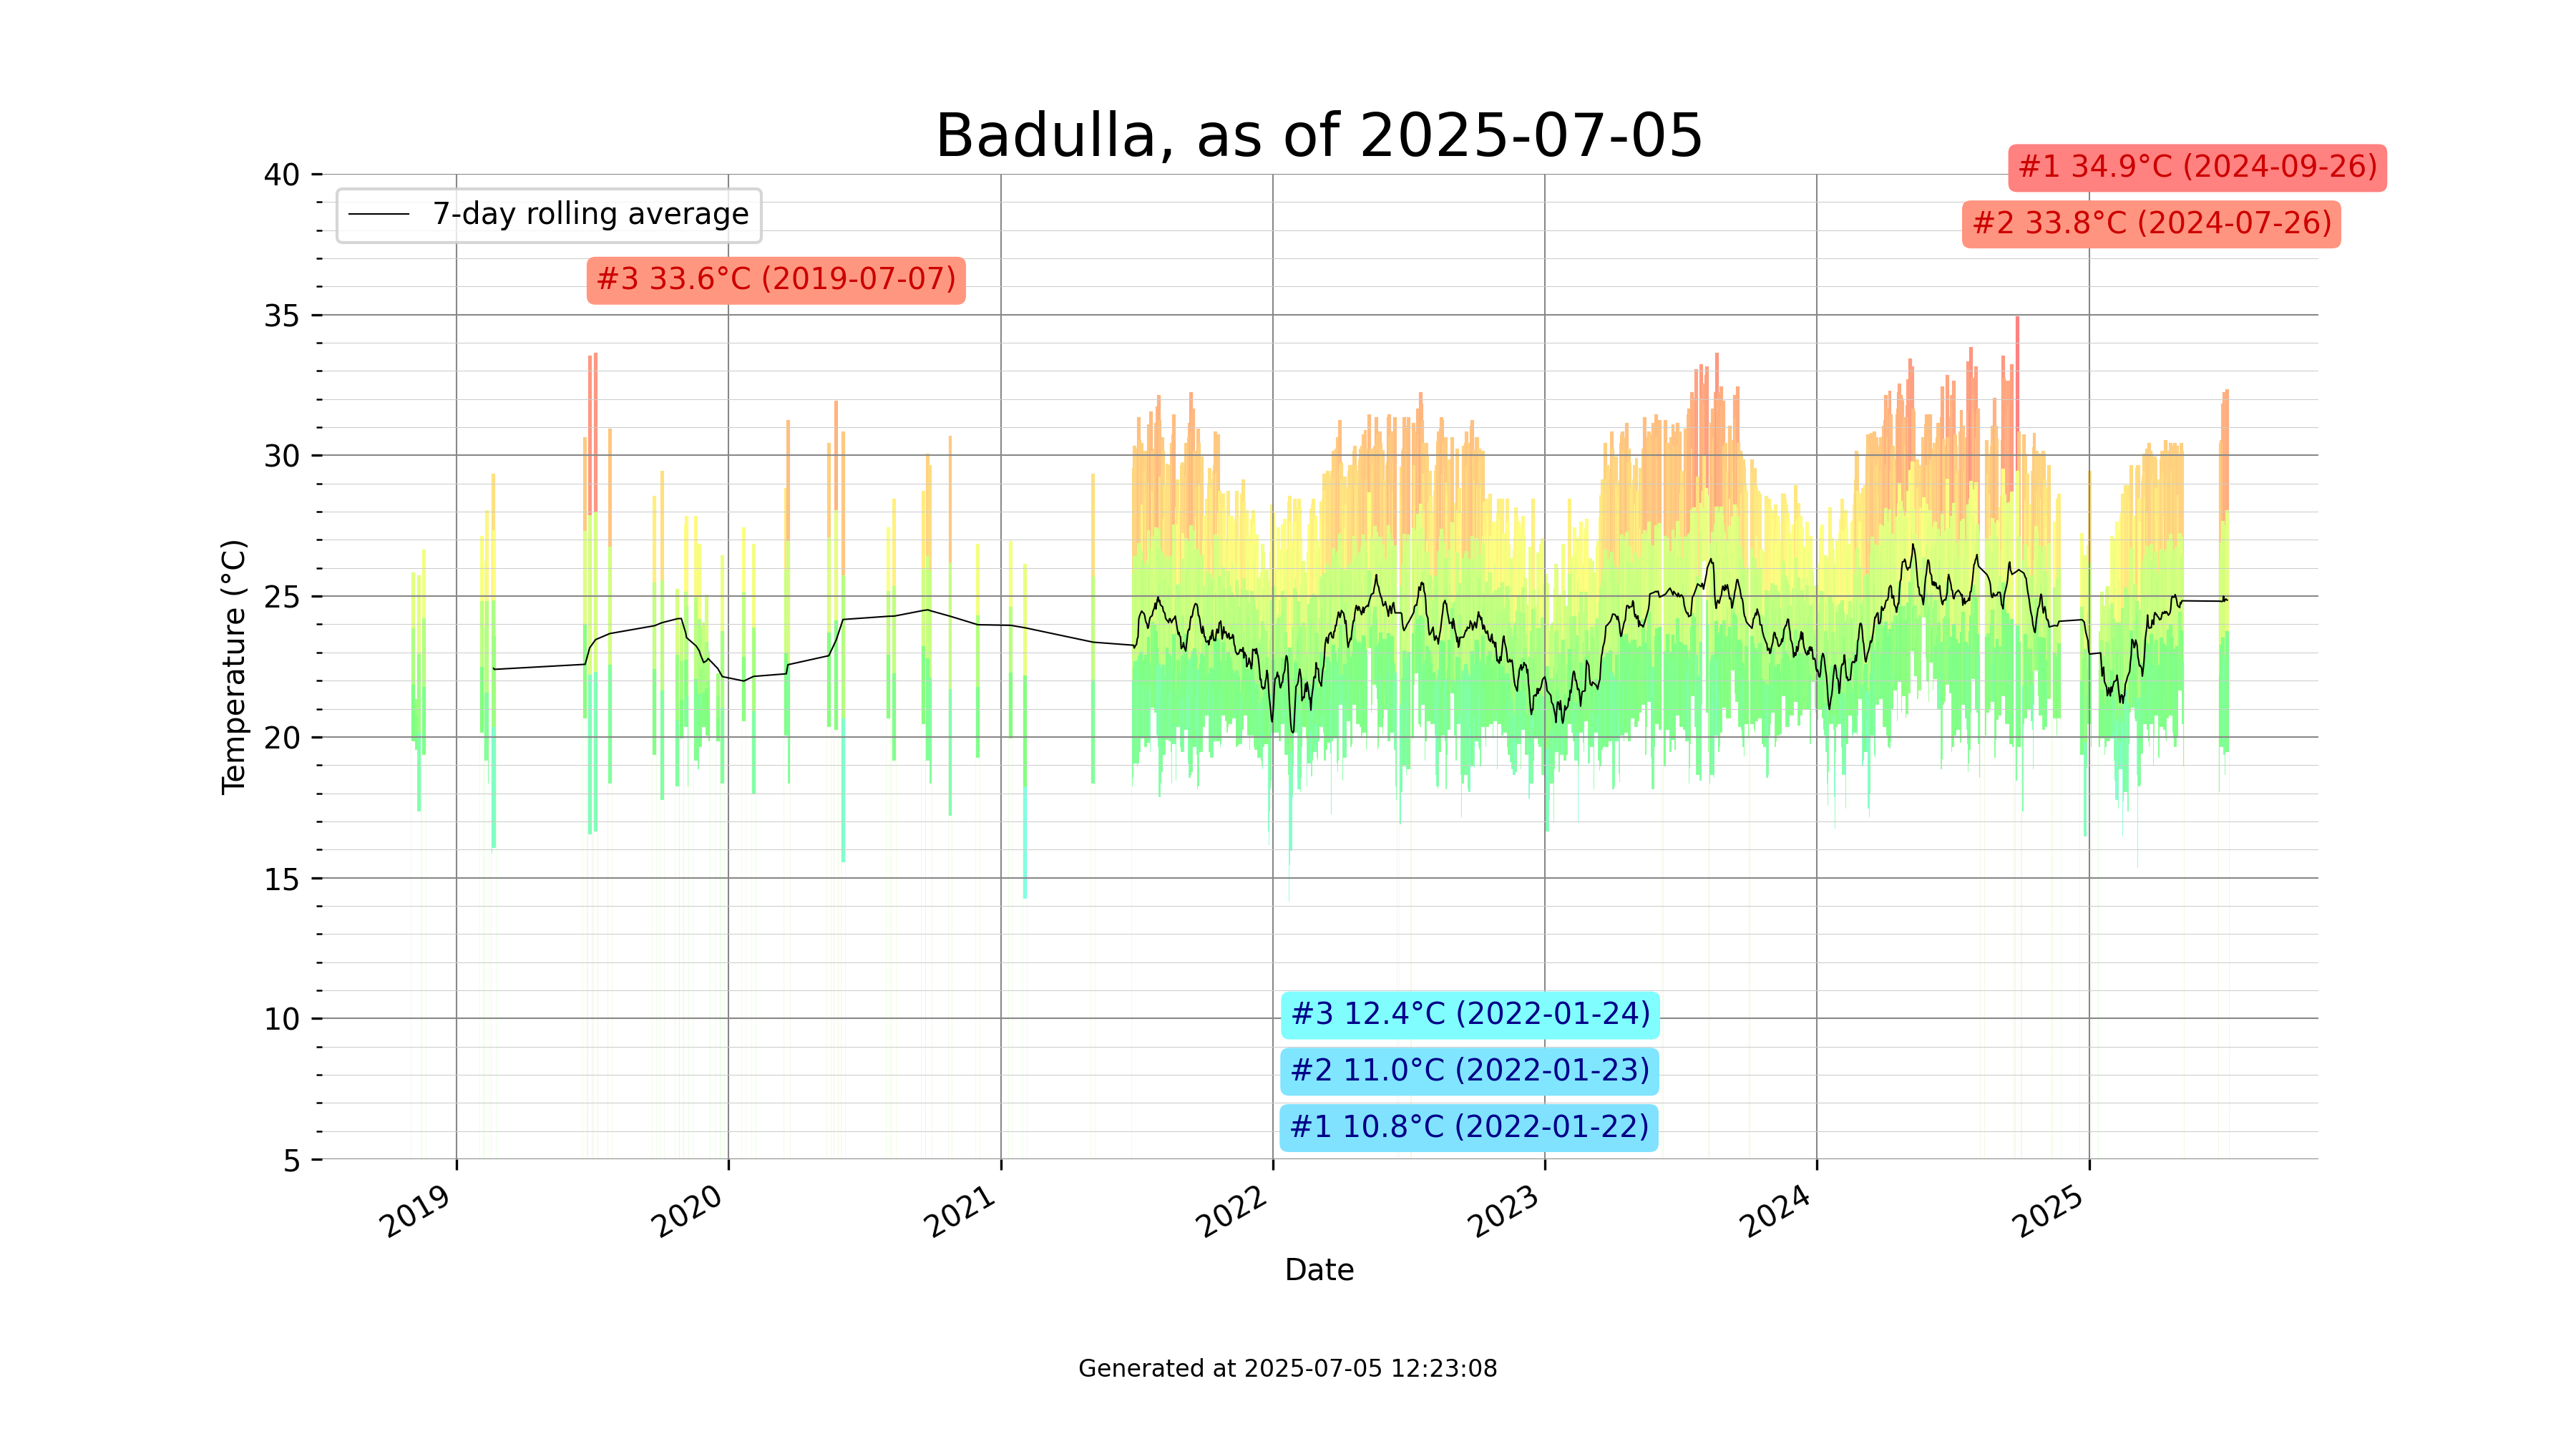 Badulla, as of 2025-07-05
#1 34.9°C (2024-09-26)
7-day rolling average
#2 33.8°C (2024-07-26)
#3 33.6°C (2019-07-07)
40
35
30
25
20
15
10
5
Temperature (°C)
#3 12.4°C (2022-01-24)
#2 11.0°C (2022-01-23)
#1 10.8°C (2022-01-22)
2019
2020
2021
2022
2023
2024
2025
Date
Generated at 2025-07-05 12:23:08